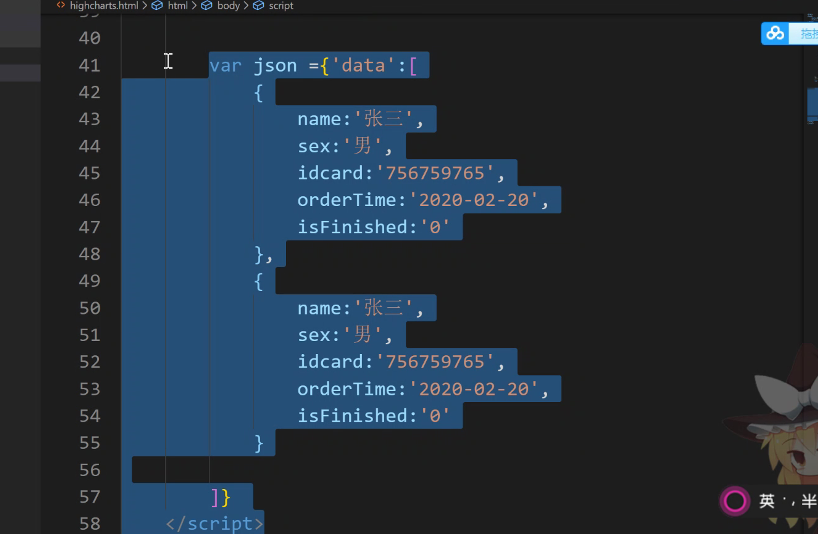 highcharts.html > html > body > script
39
40
41 var json ={'data':[
42 {
43 name:'张三',
44 sex:'男',
45 idcard:'756759765',
46 orderTime:'2020-02-20',
47 isFinished:'0'
48 },
49 {
50 name:'张三',
51 sex:'男',
52 idcard:'756759765',
53 orderTime:'2020-02-20',
54 isFinished:'0'
55 }
56
57 ]}
58 </script>
英 ·, 半